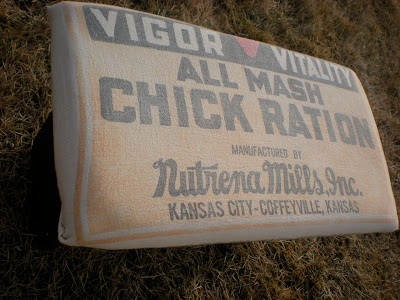 VIGOR VITALITY
ALL MASH
CHICK RATION
MANUFACTURED BY
Nutrena Mills, Inc.
KANSAS CITY-COFFEYVILLE, KANSAS